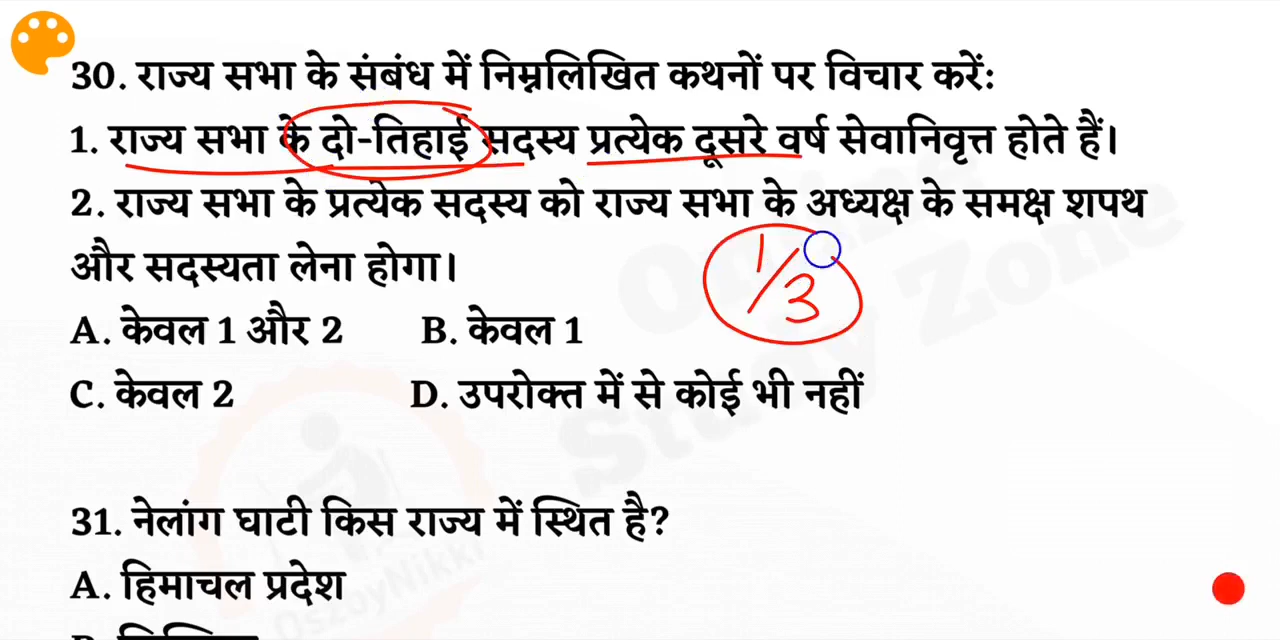 30. राज्य सभा के संबंध में निम्नलिखित कथनों पर विचार करें:
1. राज्य सभा के दो-तिहाई सदस्य प्रत्येक दूसरे वर्ष सेवानिवृत्त होते हैं।
2. राज्य सभा के प्रत्येक सदस्य को राज्य सभा के अध्यक्ष के समक्ष शपथ
और सदस्यता लेना होगा।
1/3
A. केवल 1 और 2 B. केवल 1
C. केवल 2 D. उपरोक्त में से कोई भी नहीं
Study Zone
31. नेलांग घाटी किस राज्य में स्थित है?
A. हिमाचल प्रदेश